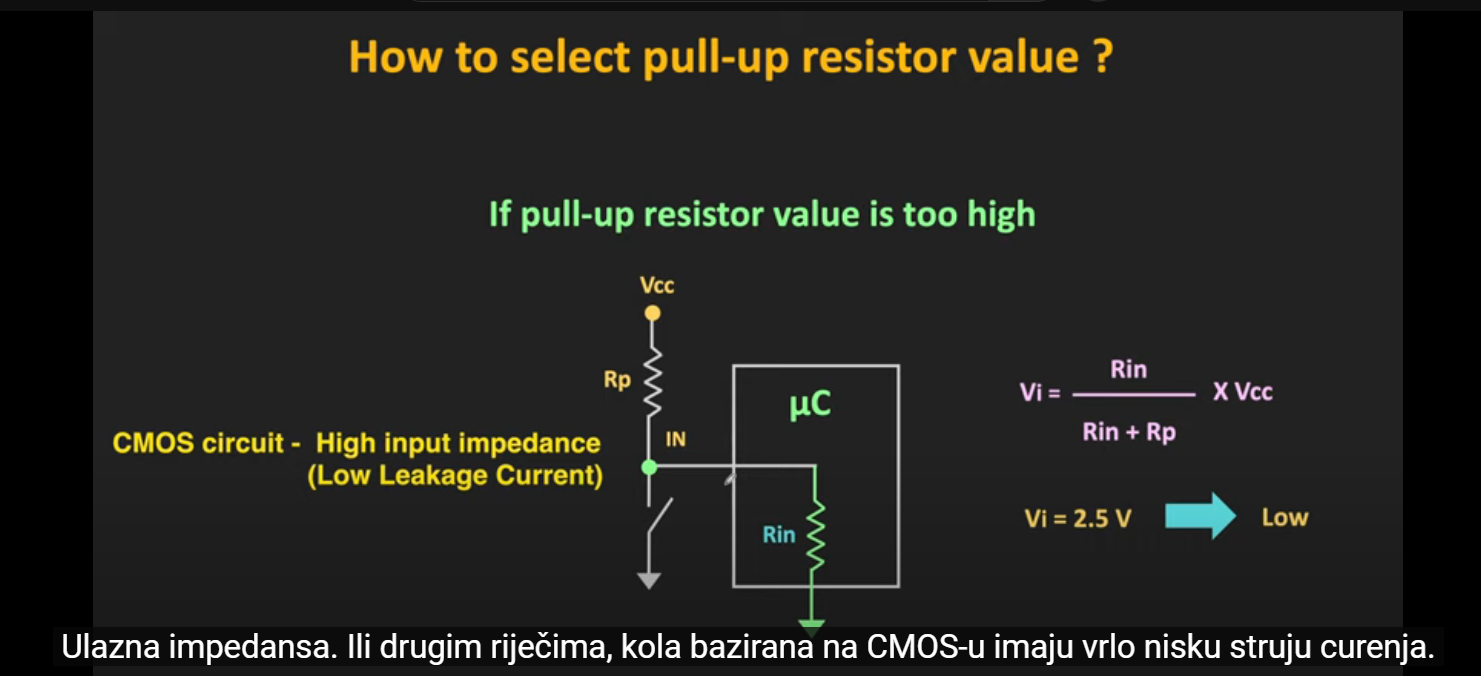 How to select pull-up resistor value ?
If pull-up resistor value is too high
Vcc
Rp
µC
CMOS circuit - High input impedance
(Low Leakage Current)
IN
Rin
Vi = Rin
Rin + Rp
X Vcc
Vi = 2.5 V
Low
Ulazna impedansa. Ili drugim riječima, kola bazirana na CMOS-u imaju vrlo nisku struju curenja.